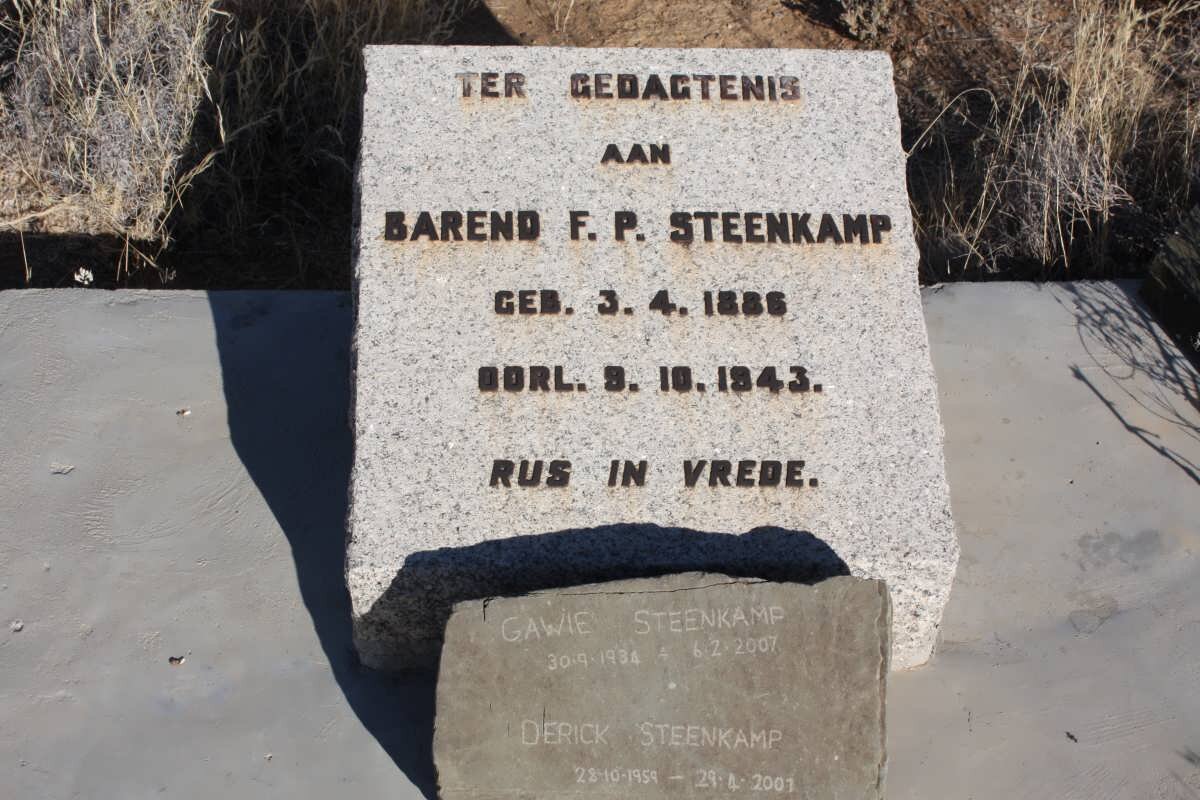 TER GEDAGTENIS
AAN
BAREND F. P. STEENKAMP
GEB. 3. 4. 1886
OORL. 9. 10. 1943.
RUS IN VREDE.
GAWIE STEENKAMP
30·9·1934 - 6·2·2007
DERICK STEENKAMP
28·10·1959 - 29·4·2001